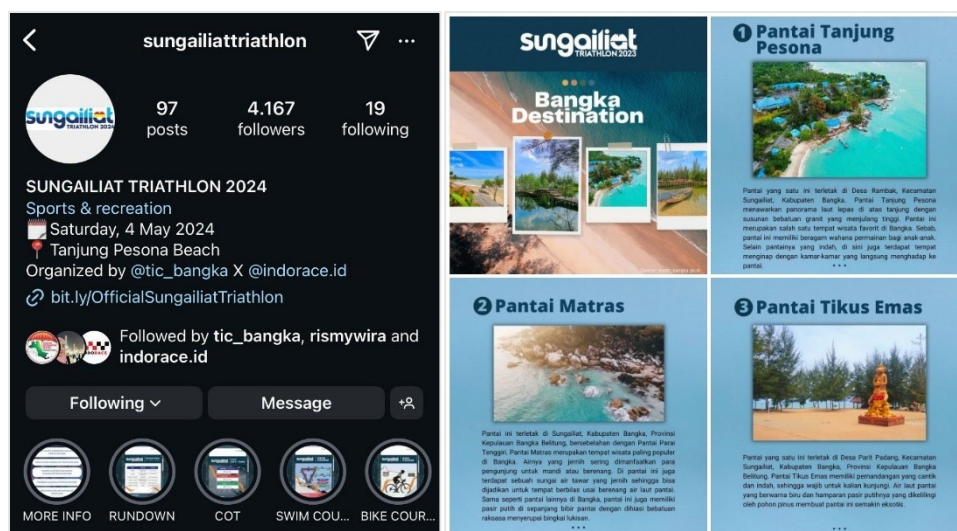 sungailiattriathlon
sungailiat
TRIATHLON 2024
97
posts
4.167
followers
19
following
SUNGAILIAT TRIATHLON 2024
Sports & recreation
Saturday, 4 May 2024
Tanjung Pesona Beach
Organized by @tic_bangka X @indorace.id
bit.ly/OfficialSungailiatTriathlon
Followed by tic_bangka, rismywira and
indorace.id
Following
Message
MORE INFO
RUNDOWN
COT
SWIM COU...
BIKE COUR...
sungailiat
TRIATHLON 2023
Bangka
Destination
1 Pantai Tanjung
Pesona
Pantai yang satu ini terletak di Desa Rambak, Kecamatan
Sungailiat, Kabupaten Bangka. Pantai Tanjung Pesona
menawarkan panorama laut lepas di atas tanjung dengan
susunan bebatuan granit yang menjulang tinggi. Pantai ini
merupakan salah satu tempat wisata favorit di Bangka. Sebab,
pantai ini memiliki beragam wahana permainan bagi anak-anak.
Selain pantainya yang indah, di sini juga terdapat tempat
menginap dengan kamar-kamar yang langsung menghadap ke
pantai.
2 Pantai Matras
Pantai ini terletak di Sungailiat, Kabupaten Bangka, Provinsi
Kepulauan Bangka Belitung, bersebelahan dengan Pantai Parai
Tenggiri. Pantai Matras merupakan tempat wisata paling populer
di Bangka. Airnya yang jernih sering dimanfaatkan para
pengunjung untuk mandi atau berenang. Di pantai ini juga
terdapat sebuah sungai air tawar yang jernih sehingga bisa
dijadikan untuk tempat berbilas usai berenang air laut pantai.
Sama seperti pantai lainnya di Bangka, pantai ini juga memiliki
pasir putih di sepanjang bibir pantai dengan dihiasi bebatuan
raksasa menyerupai bingkai lukisan.
3 Pantai Tikus Emas
Pantai yang satu ini terletak di Desa Parit Padang, Kecamatan
Sungailiat, Kabupaten Bangka, Provinsi Kepulauan Bangka
Belitung. Pantai Tikus Emas memiliki pemandangan yang cantik
dan indah, sehingga wajib untuk kalian kunjungi. Air laut pantai
yang berwarna biru dan hamparan pasir putihnya yang dikelilingi
oleh pohon pinus membuat pantai ini semakin eksotis.